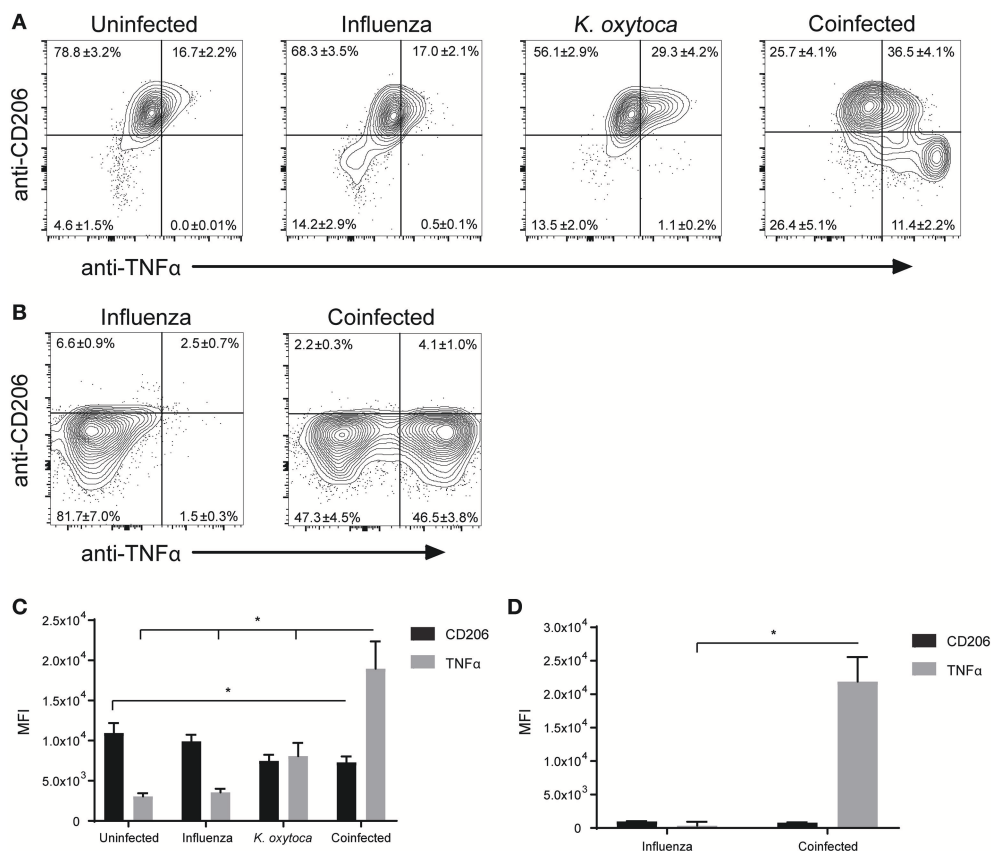 A
Uninfected
Influenza
K. oxytoca
Coinfected
78.8±3.2%
16.7±2.2%
68.3±3.5%
17.0±2.1%
56.1±2.9%
29.3±4.2%
25.7±4.1%
36.5±4.1%
anti-CD206
4.6±1.5%
0.0±0.01%
14.2±2.9%
0.5±0.1%
13.5±2.0%
1.1±0.2%
26.4±5.1%
11.4±2.2%
anti-TNFα
B
Influenza
Coinfected
6.6±0.9%
2.5±0.7%
2.2±0.3%
4.1±1.0%
anti-CD206
81.7±7.0%
1.5±0.3%
47.3±4.5%
46.5±3.8%
anti-TNFα
C
2.5x10⁴
2.0x10⁴
1.5x10⁴
1.0x10⁴
5.0x10³
0
MFI
*
*
CD206
TNFα
Uninfected
Influenza
K. oxytoca
Coinfected
D
3.0x10⁴
2.5x10⁴
2.0x10⁴
1.5x10⁴
1.0x10⁴
5.0x10³
0
MFI
*
CD206
TNFα
Influenza
Coinfected